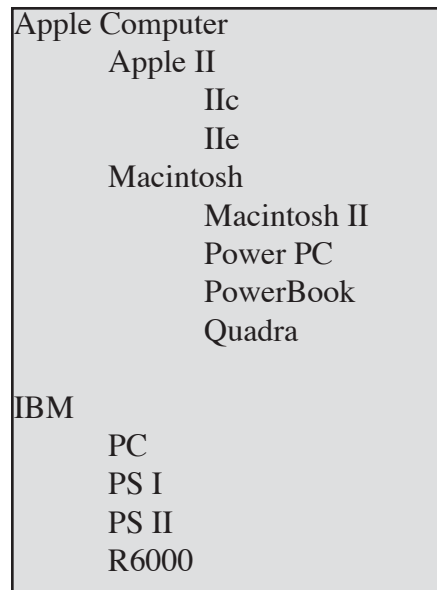 Apple Computer
Apple II
IIc
IIe
Macintosh
Macintosh II
Power PC
PowerBook
Quadra
IBM
PC
PS I
PS II
R6000